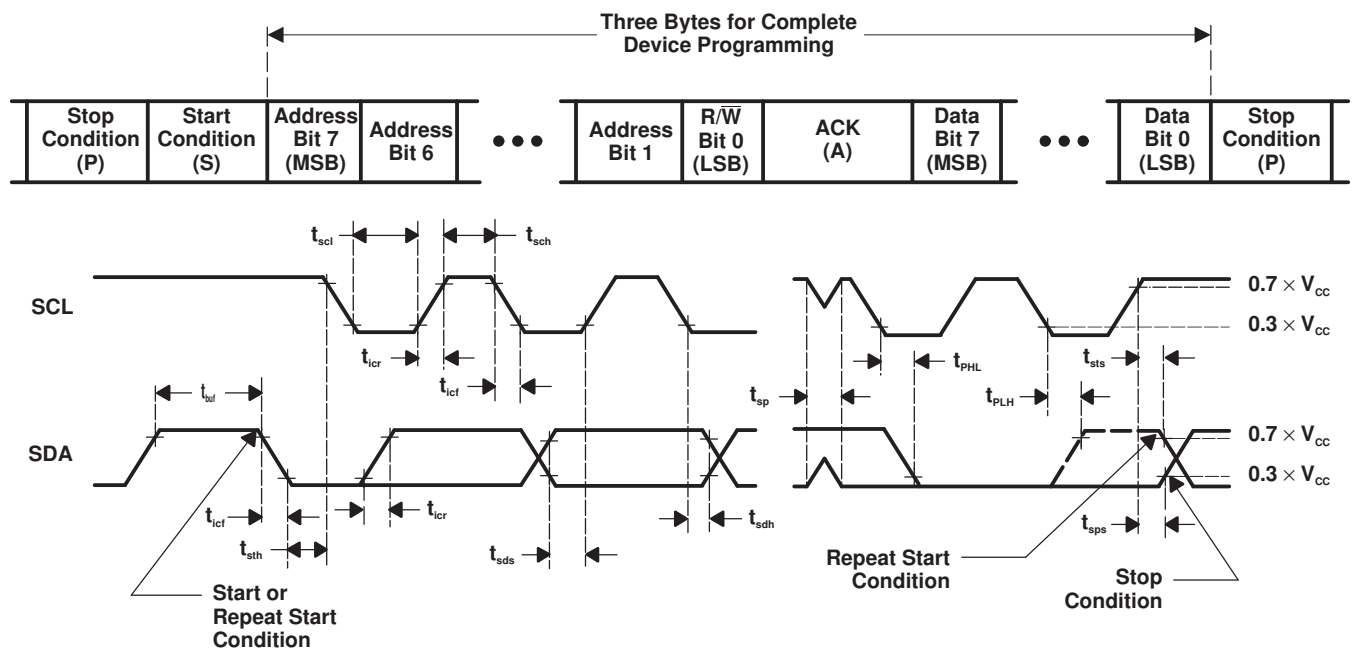 Three Bytes for Complete
Device Programming
Stop
Condition
(P)
Start
Condition
(S)
Address
Bit 7
(MSB)
Address
Bit 6
•••
Address
Bit 1
R/W̅
Bit 0
(LSB)
ACK
(A)
Data
Bit 7
(MSB)
•••
Data
Bit 0
(LSB)
Stop
Condition
(P)
tscl
tsch
SCL
0.7 × VCC
0.3 × VCC
ticr
ticf
tPHL
tsts
tbuf
tsp
tPLH
SDA
0.7 × VCC
0.3 × VCC
ticf
ticr
tsdh
tsth
tsds
tsps
Start or
Repeat Start
Condition
Repeat Start
Condition
Stop
Condition